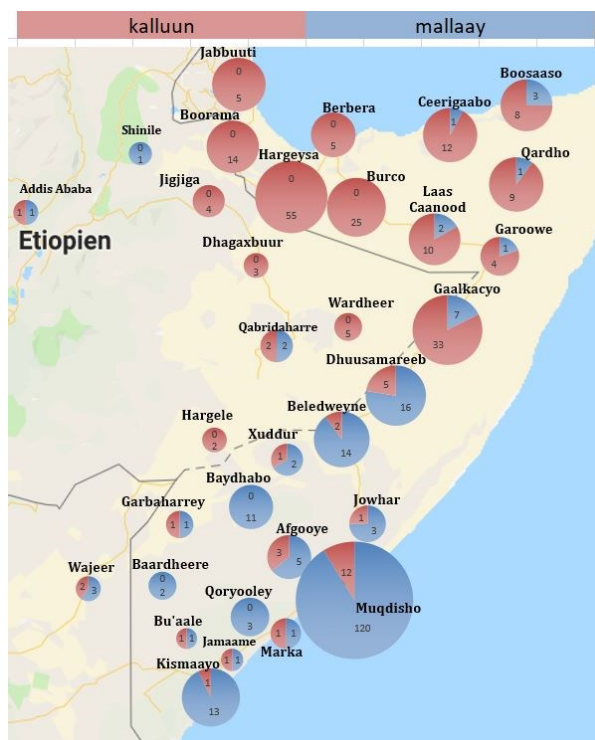 kalluun mallaay
Jabbuuti
0
5
Boosaaso
3
8
Ceerigaabo
1
12
Berbera
0
5
Boorama
0
14
Shinile
0
1
Hargeysa
0
55
Burco
0
25
Qardho
1
9
Jigjiga
0
4
Addis Ababa
1 1
Etiopien
Laas
Caanood
2
10
Garoowe
1
4
Dhagaxbuur
0
3
Gaalkacyo
7
33
Wardheer
0
5
Qabridaharre
2 2
Dhuusamareeb
5
16
Beledweyne
2
14
Hargele
0
2
Xuddur
1
2
Baydhabo
0
11
Jowhar
1
3
Garbaharrey
1 1
Afgooye
3
5
Muqdisho
12
120
Wajeer
2 3
Baardheere
0
2
Qoryooley
0
3
Bu'aale
1 1
Marka
1 1
Jamaame
1 1
Kismaayo
1
13